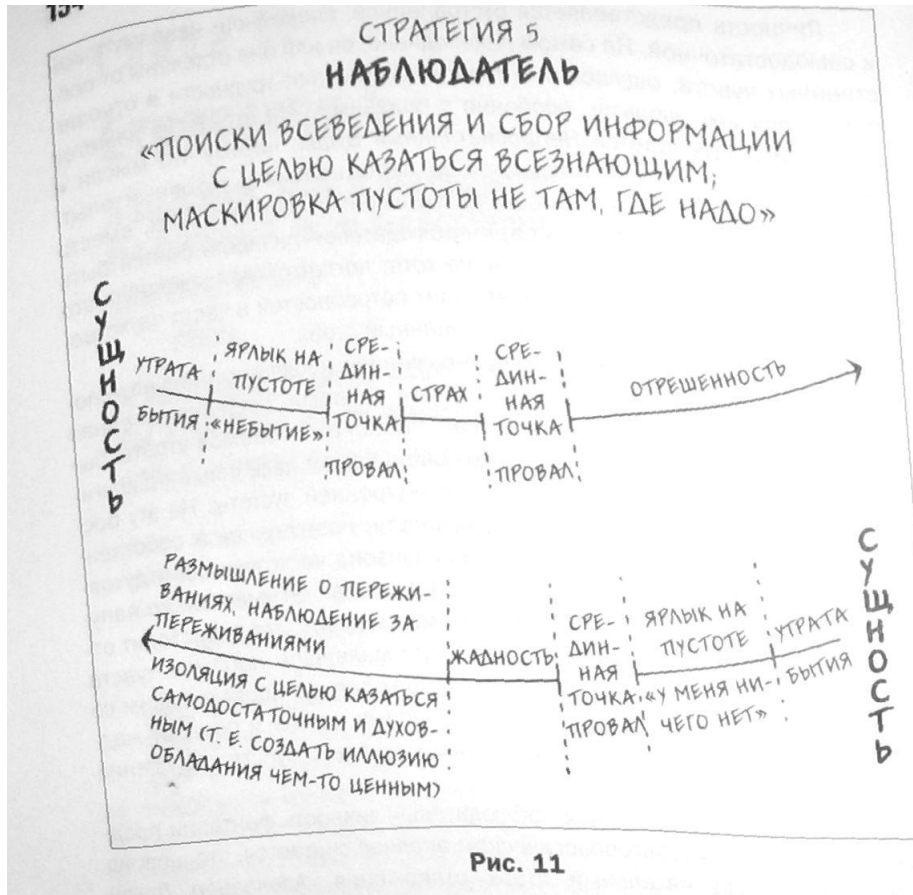 154
СТРАТЕГИЯ 5
НАБЛЮДАТЕЛЬ
«ПОИСКИ ВСЕВЕДЕНИЯ И СБОР ИНФОРМАЦИИ
С ЦЕЛЬЮ КАЗАТЬСЯ ВСЕЗНАЮЩИМ;
МАСКИРОВКА ПУСТОТЫ НЕ ТАМ, ГДЕ НАДО»
СУЩНОСТЬ
УТРАТА
БЫТИЯ
ЯРЛЫК НА
ПУСТОТЕ
«НЕБЫТИЕ»
СРЕ-
ДИН-
НАЯ
ТОЧКА
ПРОВАЛ
СТРАХ
СРЕ-
ДИН-
НАЯ
ТОЧКА
ПРОВАЛ
ОТРЕШЕННОСТЬ
РАЗМЫШЛЕНИЕ О ПЕРЕЖИ-
ВАНИЯХ, НАБЛЮДЕНИЕ ЗА
ПЕРЕЖИВАНИЯМИ
ИЗОЛЯЦИЯ С ЦЕЛЬЮ КАЗАТЬСЯ
САМОДОСТАТОЧНЫМ И ДУХОВ-
НЫМ (Т. Е. СОЗДАТЬ ИЛЛЮЗИЮ
ОБЛАДАНИЯ ЧЕМ-ТО ЦЕННЫМ)
ЖАДНОСТЬ
СРЕ-
ДИН-
НАЯ
ТОЧКА
ПРОВАЛ
ЯРЛЫК НА
ПУСТОТЕ
«У МЕНЯ НИ-
ЧЕГО НЕТ»
УТРАТА
БЫТИЯ
СУЩНОСТЬ
Рис. 11